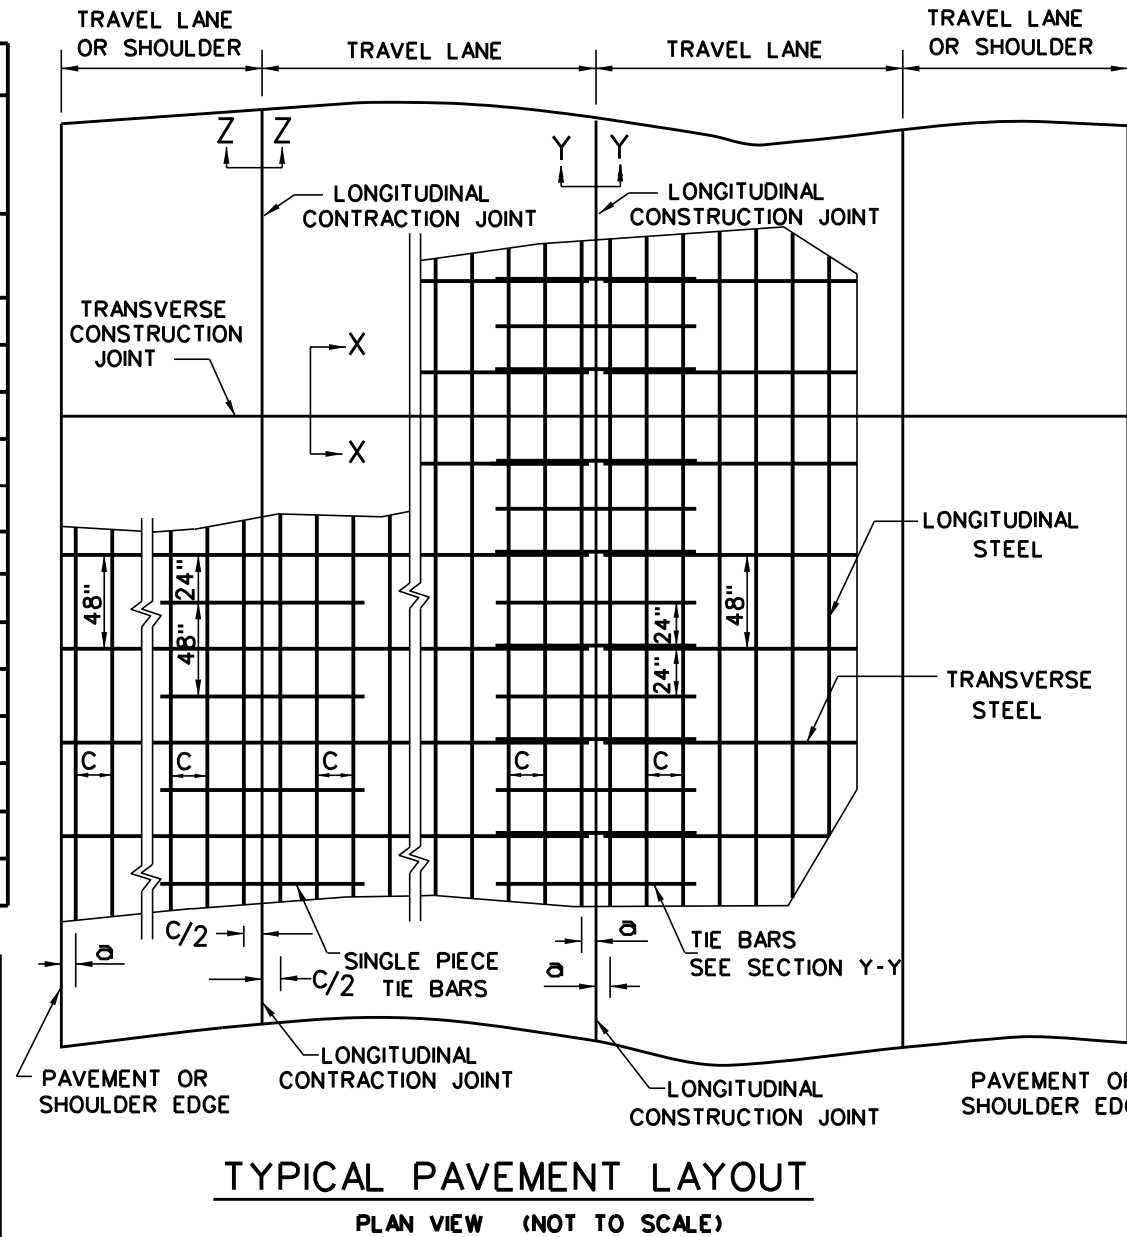 TRAVEL LANE
OR SHOULDER
TRAVEL LANE
TRAVEL LANE
TRAVEL LANE
OR SHOULDER
Z Z
Y Y
LONGITUDINAL
CONTRACTION JOINT
LONGITUDINAL
CONSTRUCTION JOINT
TRANSVERSE
CONSTRUCTION
JOINT
X
X
LONGITUDINAL
STEEL
48"
24"
48"
24"
24"
48"
TRANSVERSE
STEEL
C
C
C
C
C
C/2
a
C/2
SINGLE PIECE
TIE BARS
a
a
TIE BARS
SEE SECTION Y-Y
LONGITUDINAL
CONTRACTION JOINT
PAVEMENT OR
SHOULDER EDGE
LONGITUDINAL
CONSTRUCTION JOINT
PAVEMENT O
SHOULDER ED
TYPICAL PAVEMENT LAYOUT
PLAN VIEW (NOT TO SCALE)